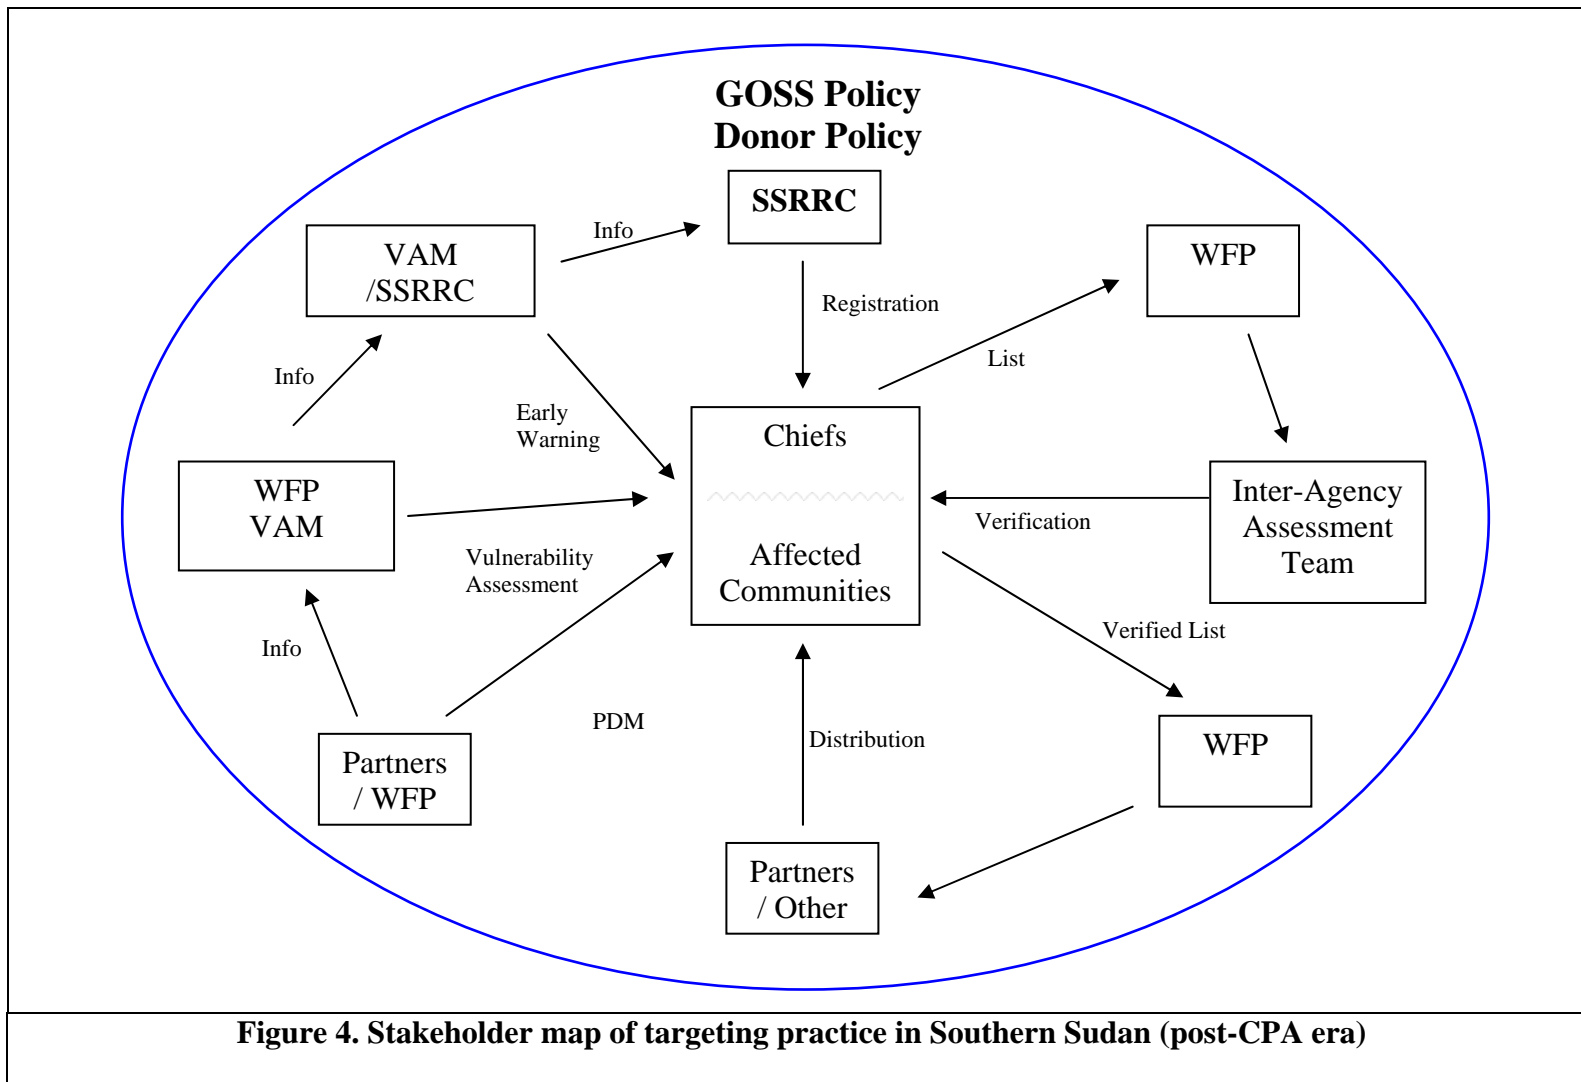 GOSS Policy
Donor Policy
SSRRC
Info
VAM
/SSRRC
WFP
Registration
List
Info
Early
Warning
Chiefs
WFP
VAM
Inter-Agency
Assessment
Team
Verification
Vulnerability
Assessment
Affected
Communities
Verified List
Info
PDM
Distribution
WFP
Partners
/ WFP
Partners
/ Other
Figure 4. Stakeholder map of targeting practice in Southern Sudan (post-CPA era)